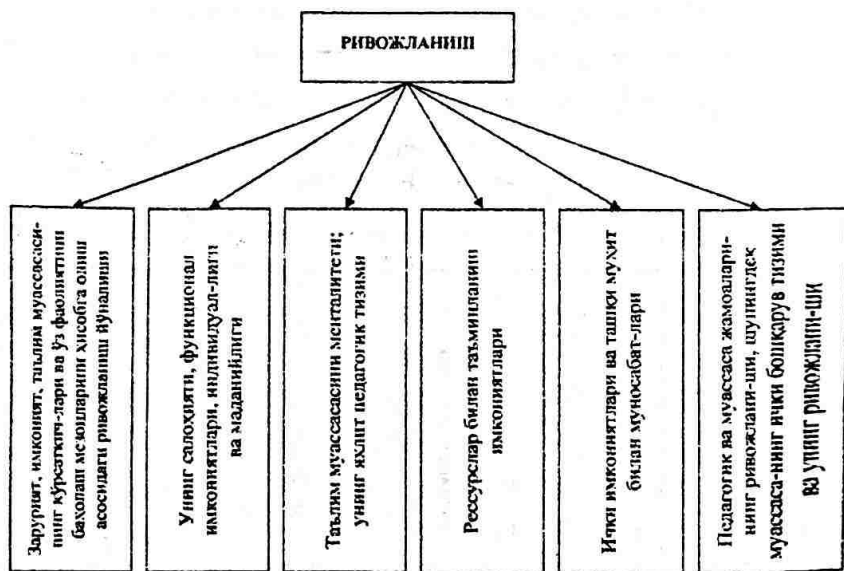 РИВОЖЛАНИШ
Зарурият, имконият, таълим муассасаси-
нинг кўрсаткич-лари ва ўз фаолиятини
баҳолаш мезонларини ҳисобга олиш
асосидаги ривожланиш йўналиши
Унинг салоҳияти, функционал
имкониятлари, индивидуал-лиги
ва маданийлиги
Таълим муассасасини менталитети;
унинг яхлит педагогик тизими
Рессурслар билан таъминланиш
имкониятлари
Ички имкониятлари ва ташқи муҳит
билан муносабат-лари
Педагогик ва муассаса жамоалари-
нинг ривожлани-ши, шунингдек
муассаса-нинг ички бошқарув тизими
ва унинг ривожлани-ши